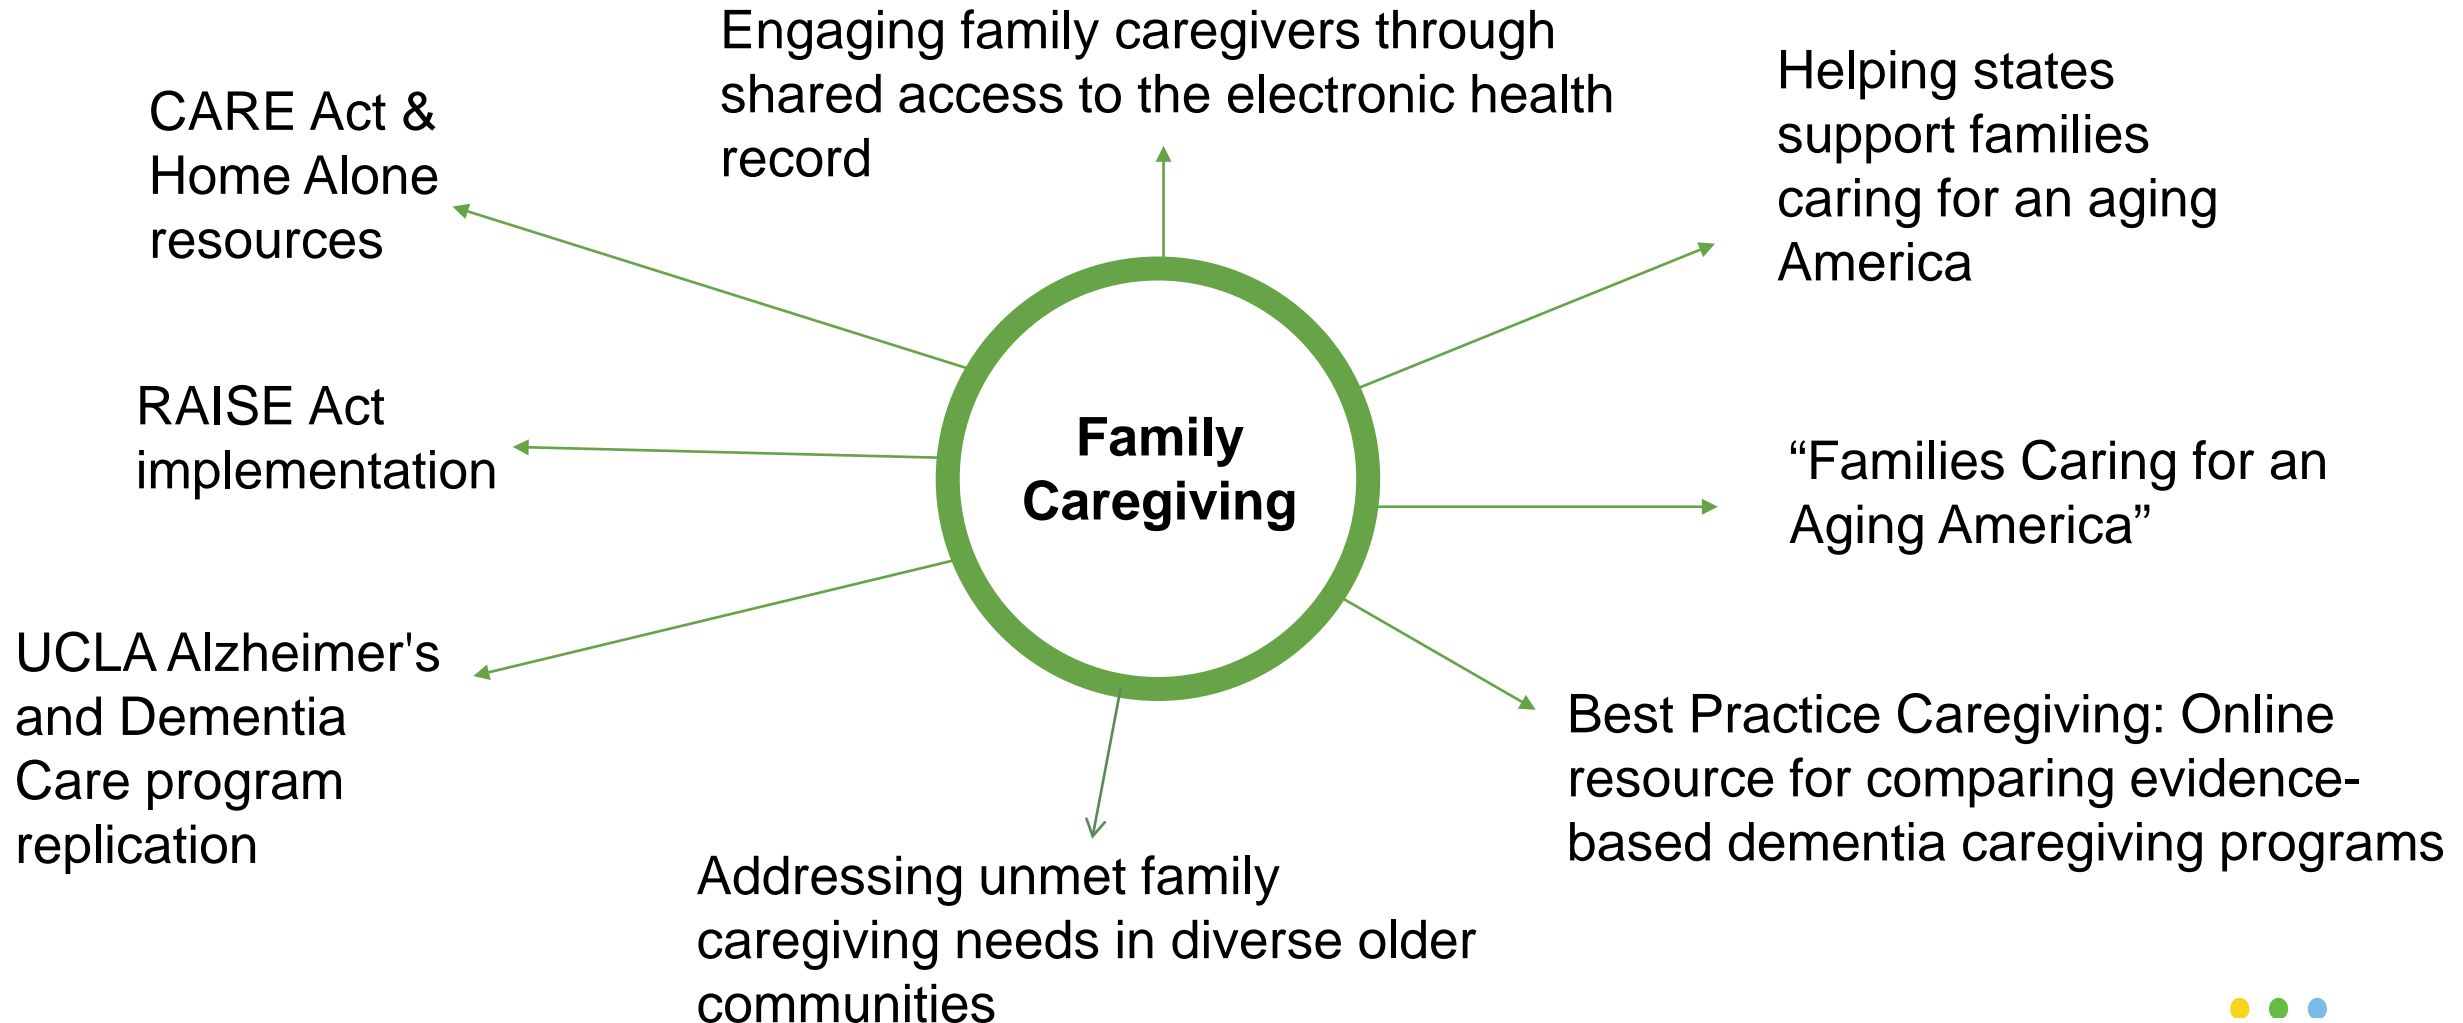 Engaging family caregivers through
shared access to the electronic health
record
Helping states
support families
caring for an aging
America
“Families Caring for an
Aging America”
Best Practice Caregiving: Online
resource for comparing evidence-
based dementia caregiving programs
Addressing unmet family
caregiving needs in diverse older
communities
UCLA Alzheimer's
and Dementia
Care program
replication
RAISE Act
implementation
CARE Act &
Home Alone
resources
Family
Caregiving